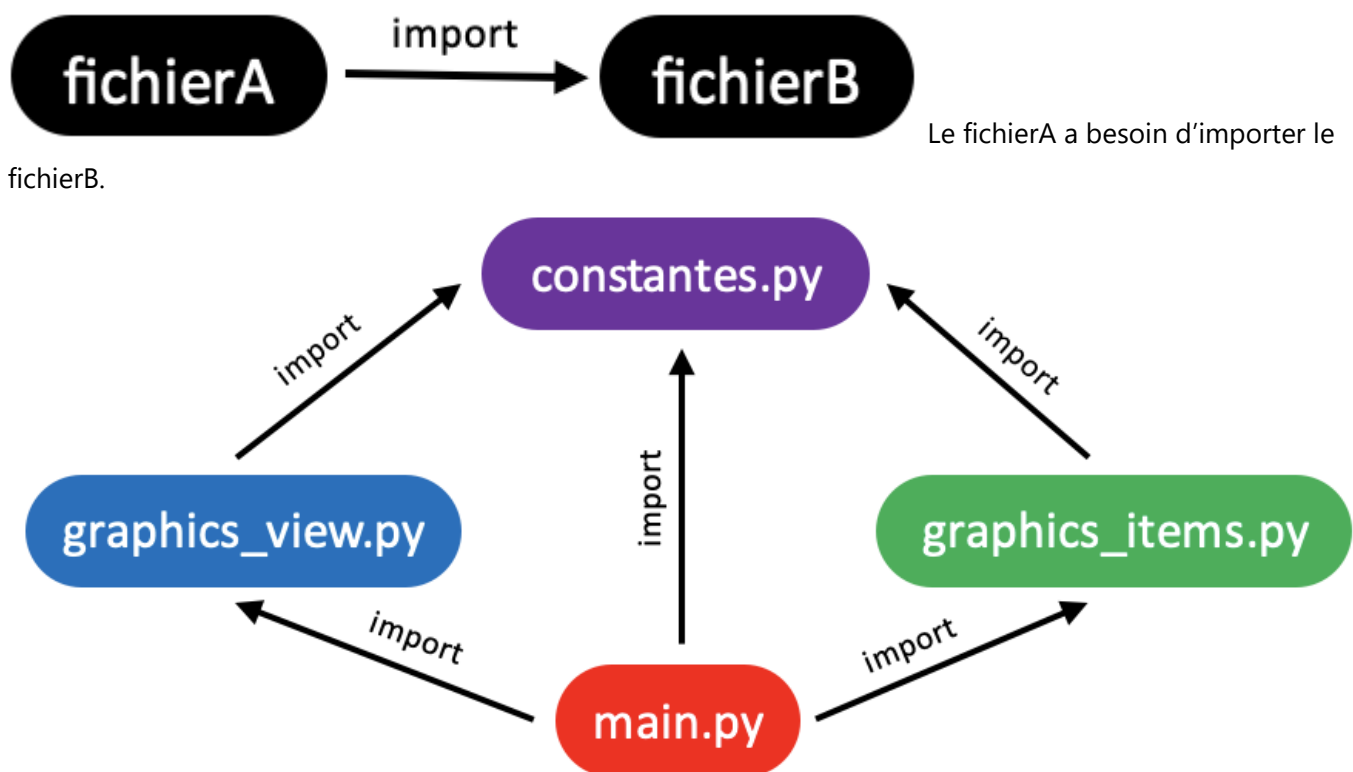 import
fichierA
fichierB
Le fichierA a besoin d’importer le
fichierB.
constantes.py
import
import
import
graphics_view.py
graphics_items.py
import
import
main.py